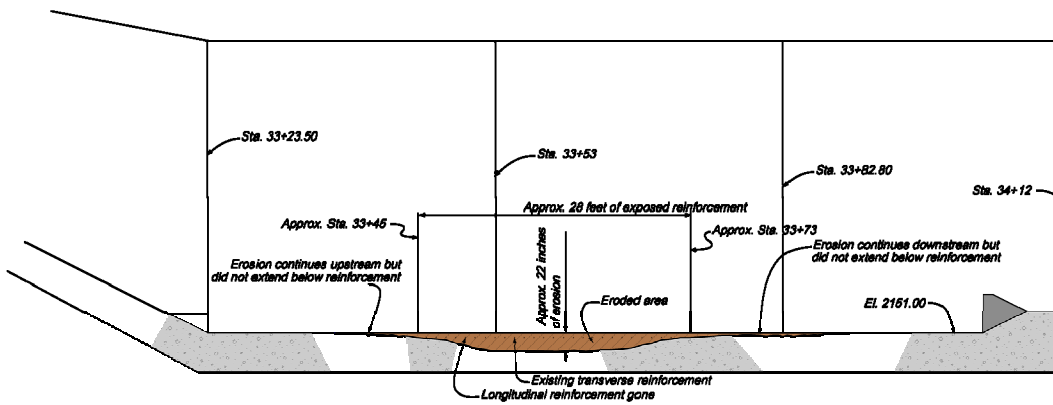 Sta. 33+23.50
Sta. 33+53
Sta. 33+82.80
Sta. 34+12
Approx. 28 feet of exposed reinforcement
Approx. Sta. 33+45
Approx. Sta. 33+73
Erosion continues upstream but
did not extend below reinforcement
Approx. 22 inches
of erosion
Erosion continues downstream but
did not extend below reinforcement
Eroded area
El. 2151.00
Existing transverse reinforcement
Longitudinal reinforcement gone